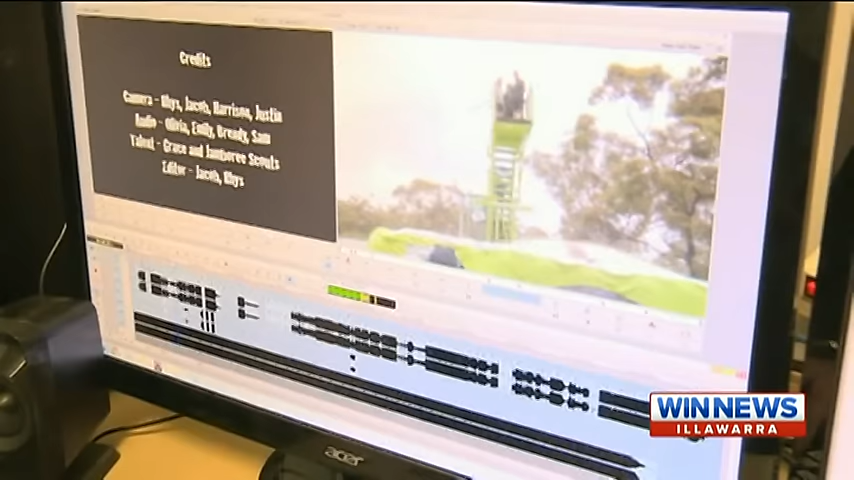 Credits
Camera - Rhys, Jacob, Harrison, Justin
Audio - Olivia, Emily, Brendy, Sam
Talent - Grace and Jamboree Scouts
Editor - Jacob, Rhys
WIN NEWS
ILLAWARRA
acer